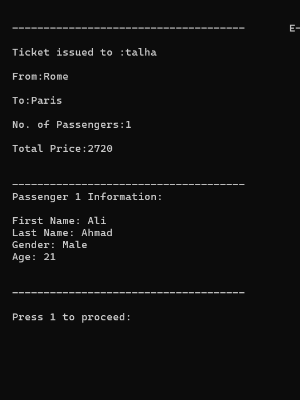 -------------------------------------
E-
Ticket issued to :talha
From:Rome
To:Paris
No. of Passengers:1
Total Price:2720
-------------------------------------
Passenger 1 Information:
First Name: Ali
Last Name: Ahmad
Gender: Male
Age: 21
-------------------------------------
Press 1 to proceed: